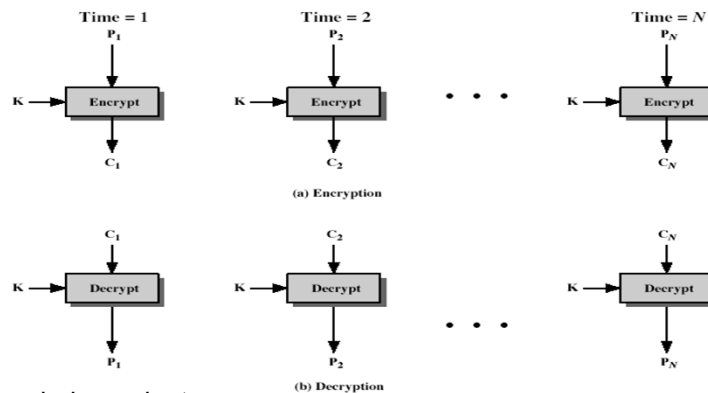 Time = 1 Time = 2 Time = N
P1 P2 PN
K Encrypt K Encrypt K Encrypt
C1 C2 CN
(a) Encryption
C1 C2 CN
K Decrypt K Decrypt K Decrypt
P1 P2 PN
(b) Decryption